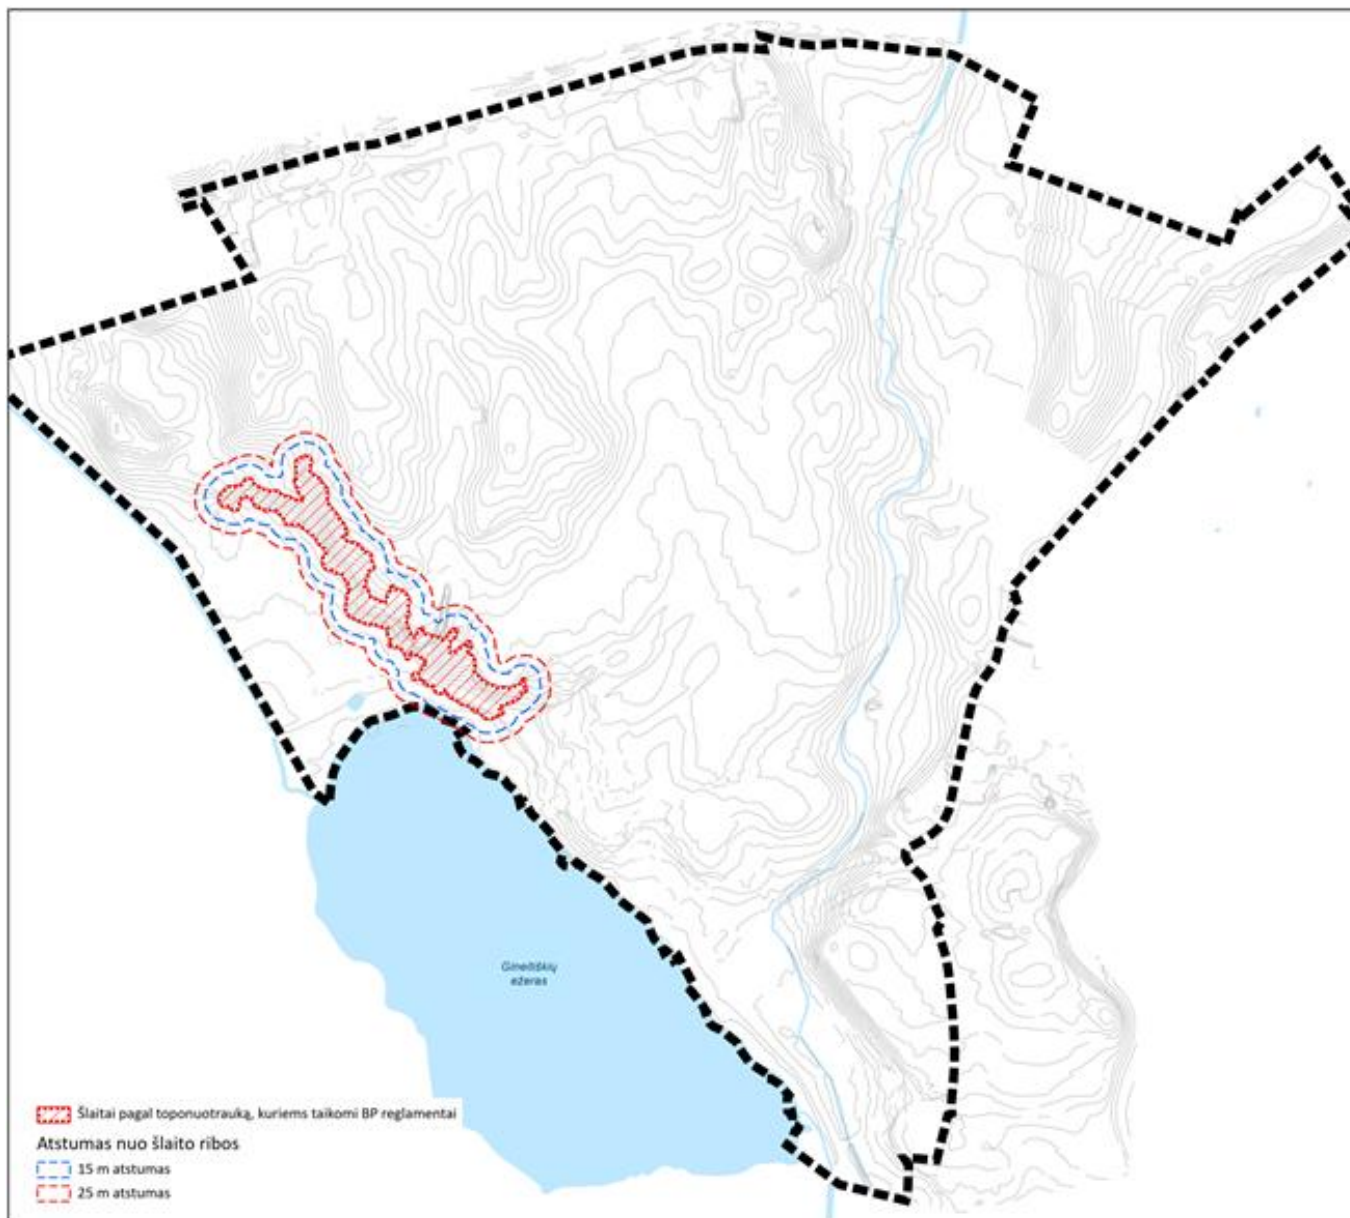 Gineitiškių
ežeras
Šlaitai pagal toponuotrauką, kuriems taikomi BP reglamentai
Atstumas nuo šlaito ribos
15 m atstumas
25 m atstumas